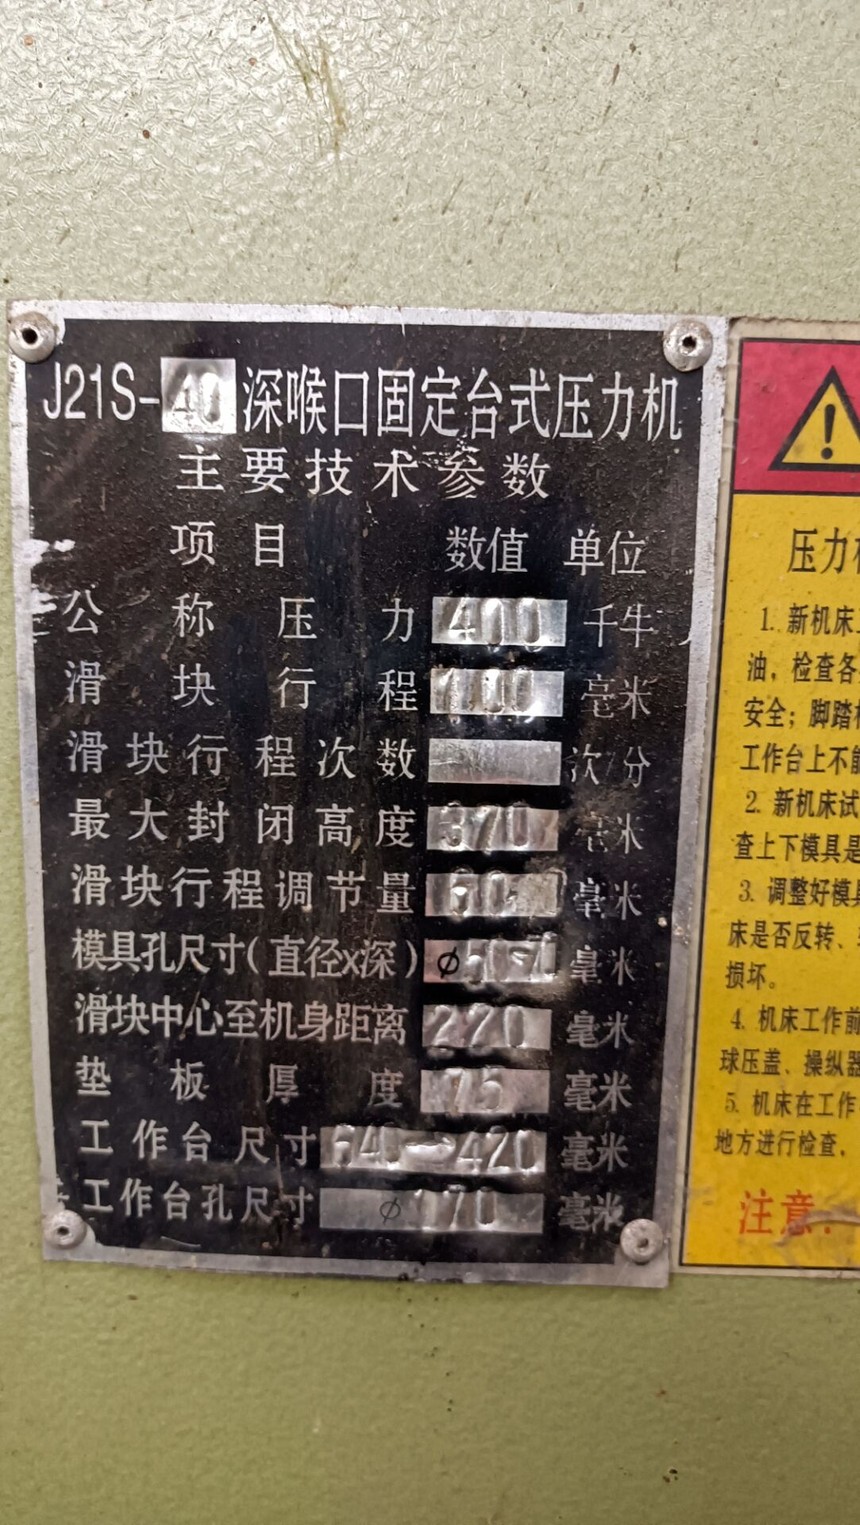 J21S-40深喉口固定台式压力机
主要技术参数
项目 数值 单位
公称压力 400 千牛
滑块行程 100 毫米
滑块行程次数 次/分
最大封闭高度 370 毫米
滑块行程调节量 60 毫米
模具孔尺寸(直径x深) ø 毫米
滑块中心至机身距离 220 毫米
垫板厚度 75 毫米
工作台尺寸 640 420 毫米
工作台孔尺寸 ø170 毫米
压力
1. 新机床
油，检查各
安全；脚踏
工作台上不能
2. 新机床试
查上下模具是
3. 调整好模具
床是否反转、
损坏。
4. 机床工作前
球压盖、操纵器
5. 机床在工作
地方进行检查，
注意